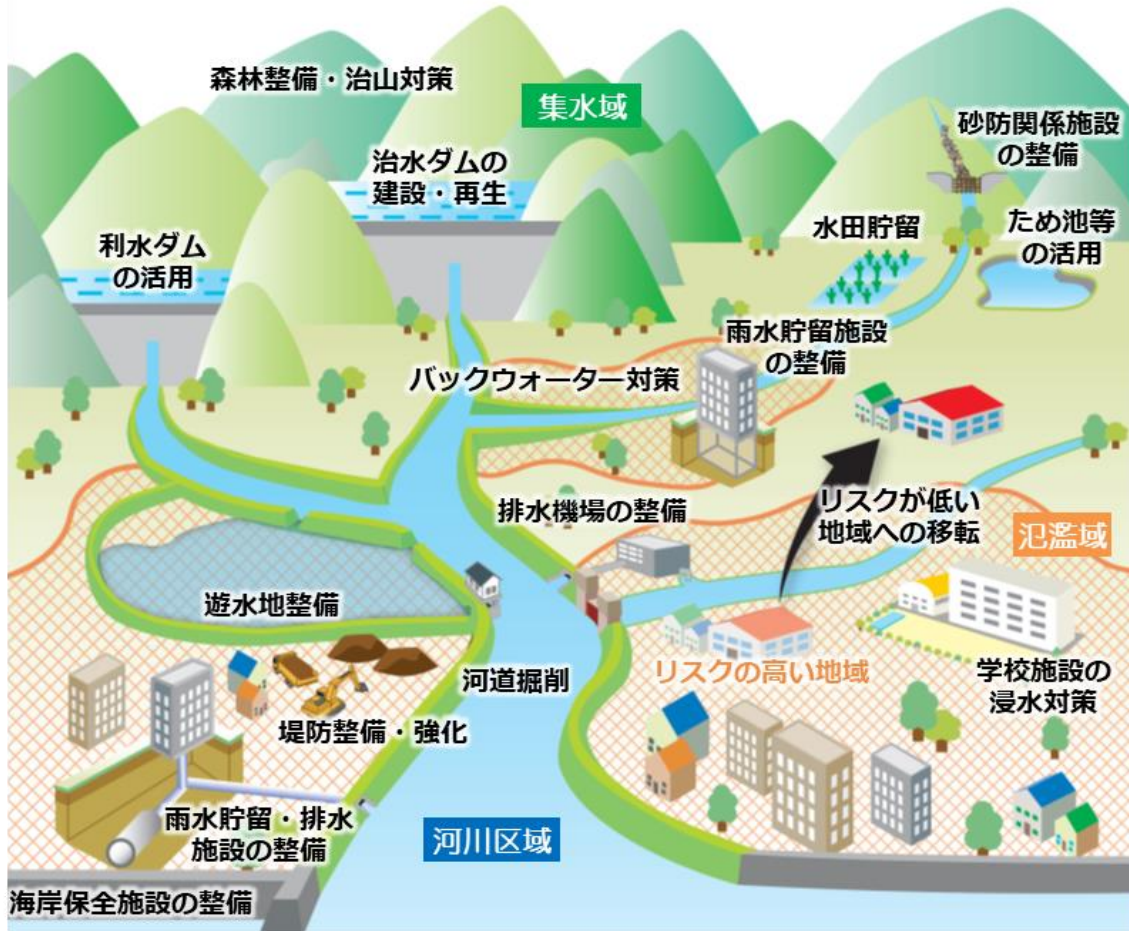 森林整備・治山対策
集水域
砂防関係施設
の整備
治水ダムの
建設・再生
水田貯留
ため池等
の活用
利水ダム
の活用
雨水貯留施設
の整備
バックウォーター対策
排水機場の整備
リスクが低い
地域への移転
氾濫域
遊水地整備
河道掘削
リスクの高い地域
学校施設の
浸水対策
堤防整備・強化
雨水貯留・排水
施設の整備
河川区域
海岸保全施設の整備